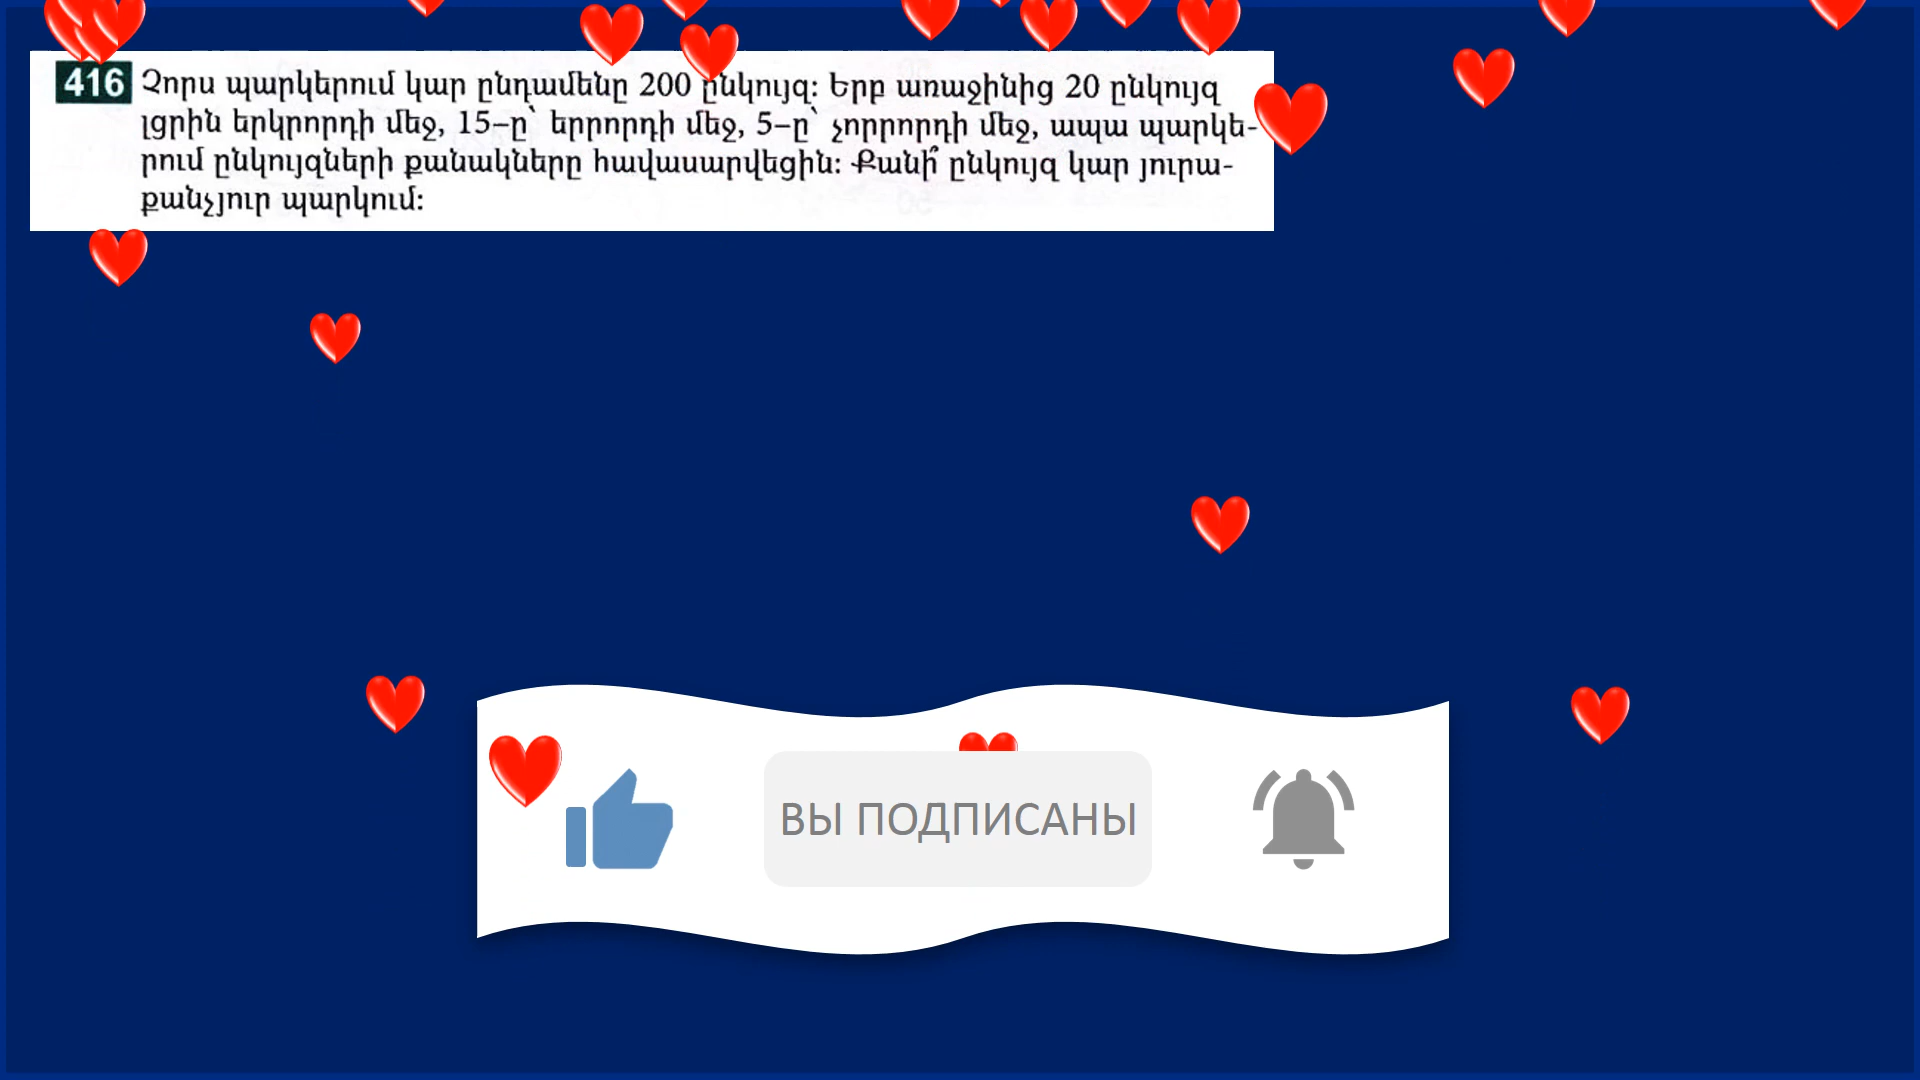 416 Չորս պարկերում կար ընդամենը 200 ընկույզ: Երբ առաջինից 20 ընկույզ
լցրին երկրորդի մեջ, 15–ը՝ երրորդի մեջ, 5–ը՝ չորրորդի մեջ, ապա պարկե-
րում ընկույզների քանակները հավասարվեցին: Քանի՞ ընկույզ կար յուրա-
քանչյուր պարկում:
ВЫ ПОДПИСАНЫ